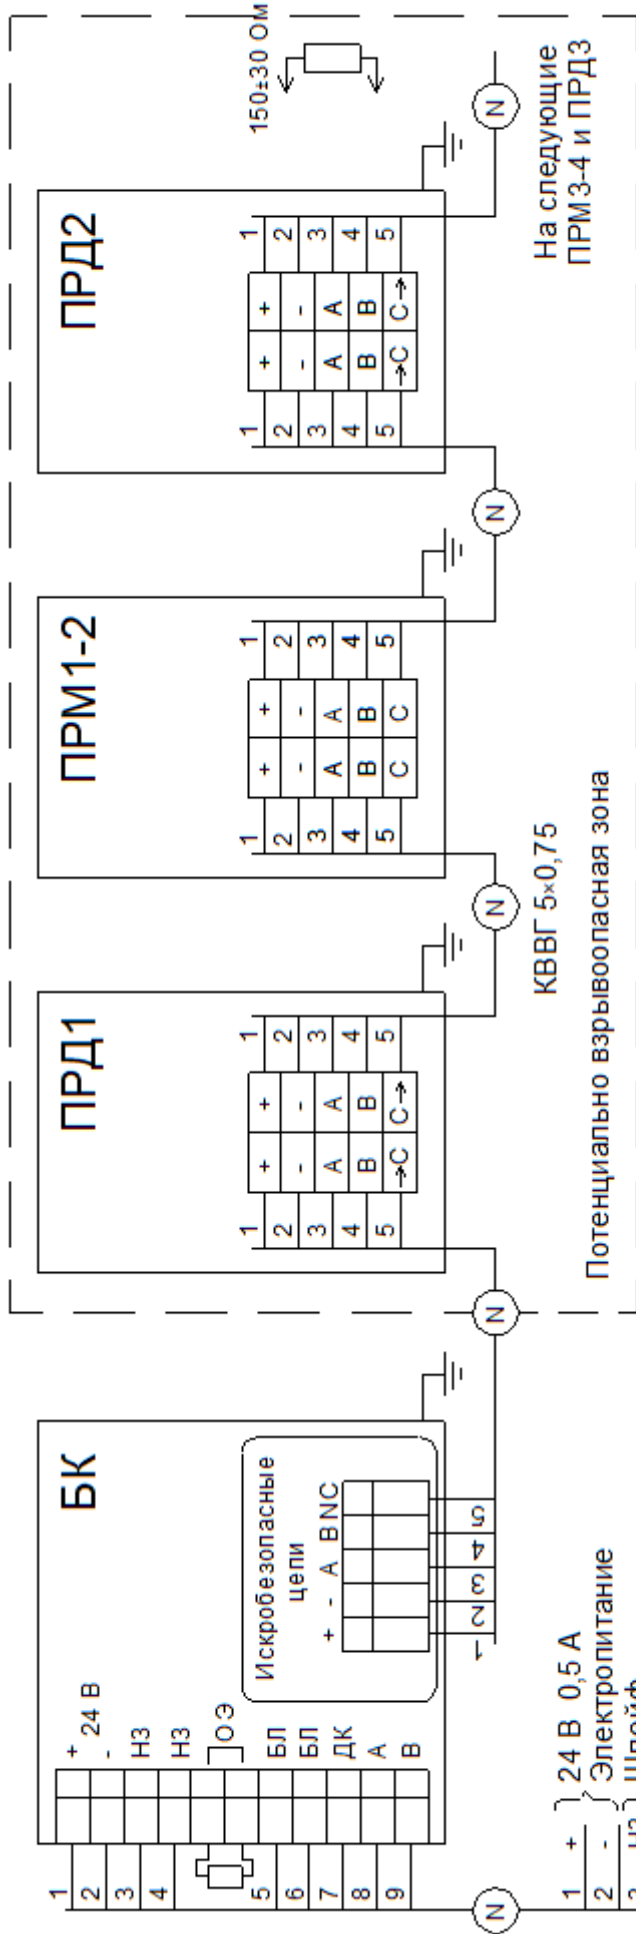 БК
+
24 В
-
НЗ
НЗ
ОЭ
БЛ
БЛ
ДК
А
В
1
2
3
4
5
6
7
8
9
Искробезопасные
цепи
+ - А В NC
1 2 3 4 5
N
1 + 24 В 0,5 А
2 - Электропитание
N
ПРД1
1 + + 1
2 - - 2
3 А А 3
4 В В 4
5 →С С→ 5
N
КВВГ 5×0,75
ПРМ1-2
1 + + 1
2 - - 2
3 А А 3
4 В В 4
5 С С 5
N
ПРД2
1 + + 1
2 - - 2
3 А А 3
4 В В 4
5 →С С→ 5
N
150±30 Ом
На следующие
ПРМ3-4 и ПРД3
Потенциально взрывоопасная зона